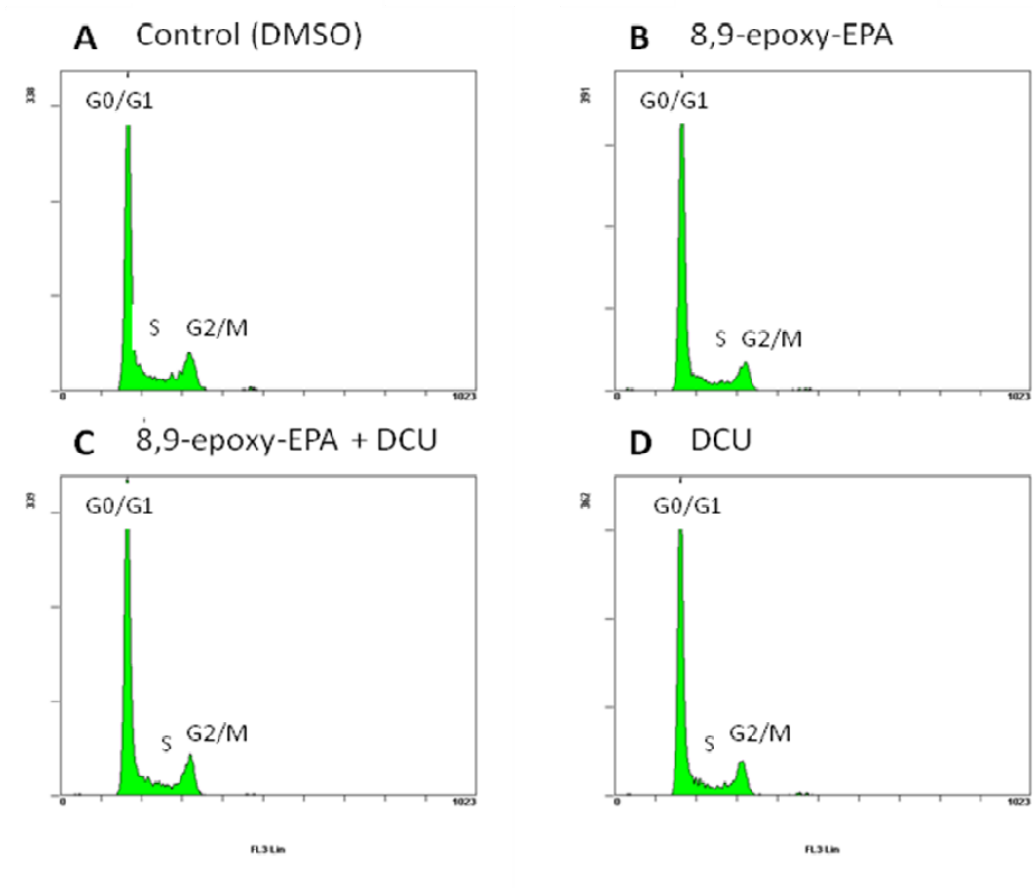 A Control (DMSO)
B 8,9-epoxy-EPA
338
G0/G1
S G2/M
0 1023
391
G0/G1
S G2/M
0 1023
C 8,9-epoxy-EPA + DCU
D DCU
339
G0/G1
S G2/M
0 1023
FL3 Lin
362
G0/G1
S G2/M
0 1023
FL3 Lin